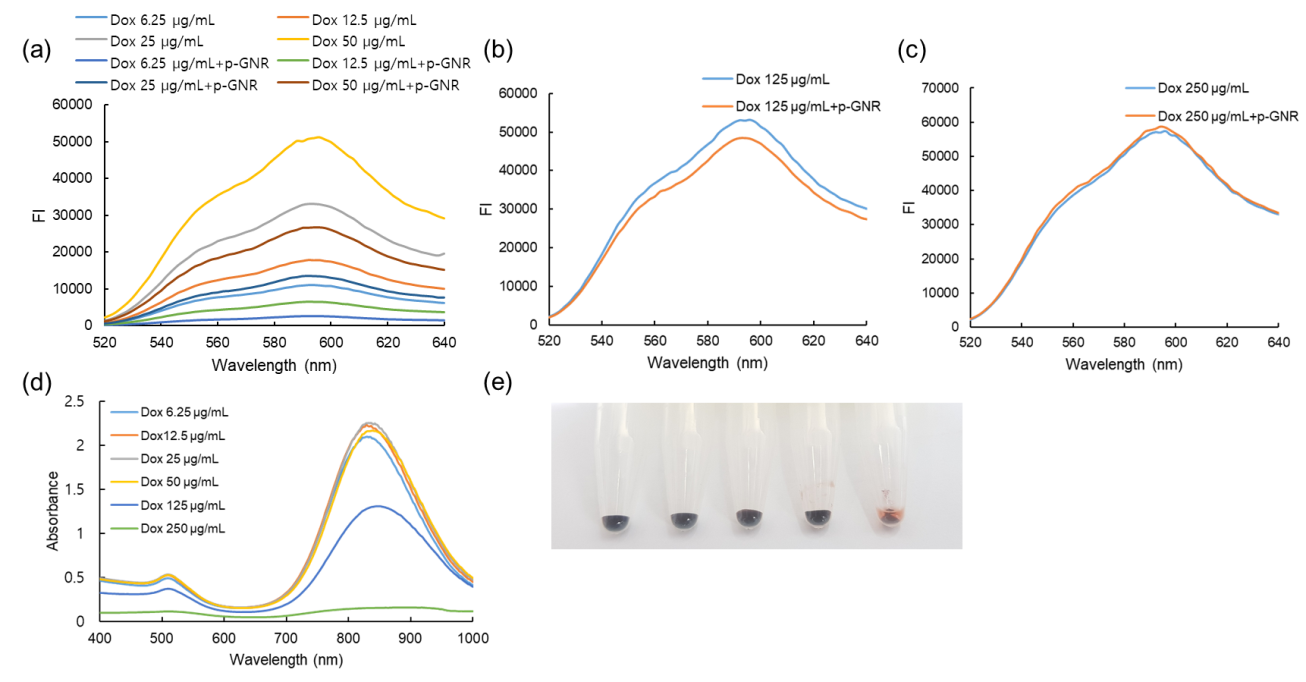 (a)
Dox 6.25 µg/mL
Dox 12.5 µg/mL
Dox 25 µg/mL
Dox 50 µg/mL
Dox 6.25 µg/mL+p-GNR
Dox 12.5 µg/mL+p-GNR
Dox 25 µg/mL+p-GNR
Dox 50 µg/mL+p-GNR
60000
50000
40000
30000
20000
10000
0
FI
520 540 560 580 600 620 640
Wavelength (nm)
(b)
Dox 125 µg/mL
Dox 125 µg/mL+p-GNR
60000
50000
40000
30000
20000
10000
0
FI
520 540 560 580 600 620 640
Wavelength (nm)
(c)
Dox 250 µg/mL
Dox 250 µg/mL+p-GNR
70000
60000
50000
40000
30000
20000
10000
0
FI
520 540 560 580 600 620 640
Wavelength (nm)
(d)
Dox 6.25 µg/mL
Dox12.5 µg/mL
Dox 25 µg/mL
Dox 50 µg/mL
Dox 125 µg/mL
Dox 250 µg/mL
2.5
2
1.5
1
0.5
0
Absorbance
400 500 600 700 800 900 1000
Wavelength (nm)
(e)